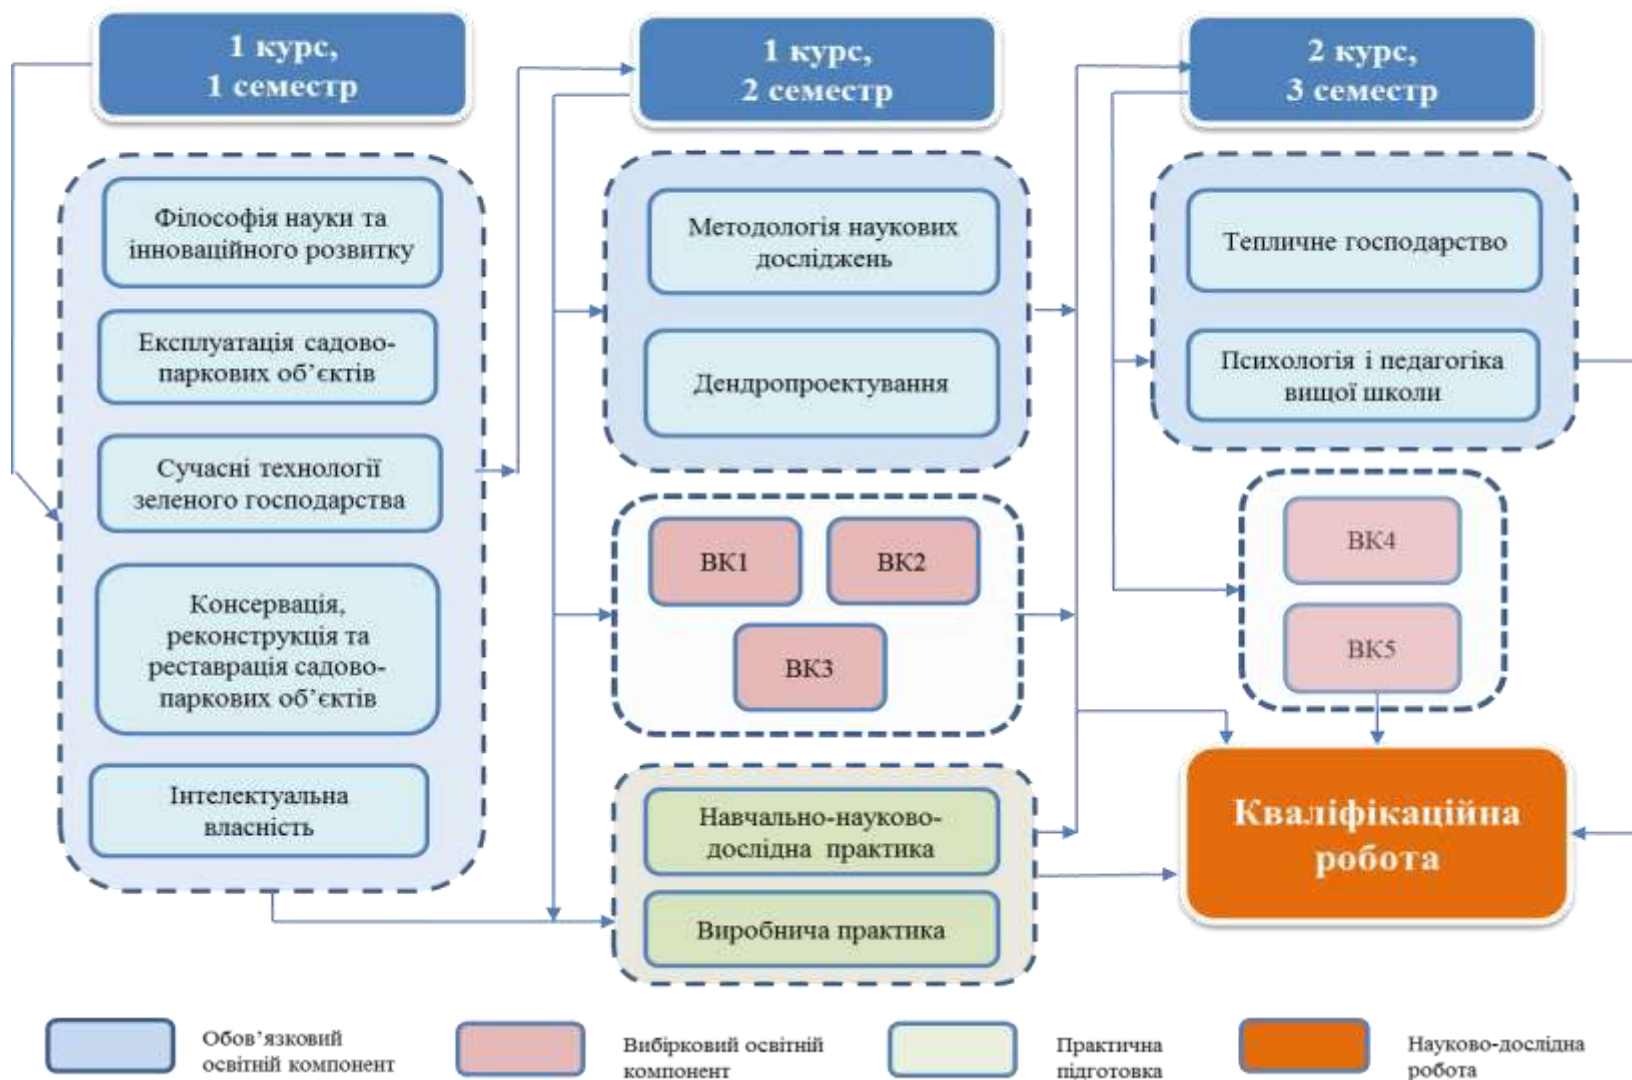 1 курс,
1 семестр
Філософія науки та
інноваційного розвитку
Експлуатація садово-
паркових об’єктів
Сучасні технології
зеленого господарства
Консервація,
реконструкція та
реставрація садово-
паркових об’єктів
Інтелектуальна
власність
1 курс,
2 семестр
Методологія наукових
досліджень
Дендропроектування
ВК1
ВК2
ВК3
Навчально-науково-
дослідна практика
Виробнича практика
2 курс,
3 семестр
Тепличне господарство
Психологія і педагогіка
вищої школи
ВК4
ВК5
Кваліфікаційна
робота
Обов’язковий
освітній компонент
Вибірковий освітній
компонент
Практична
підготовка
Науково-дослідна
робота